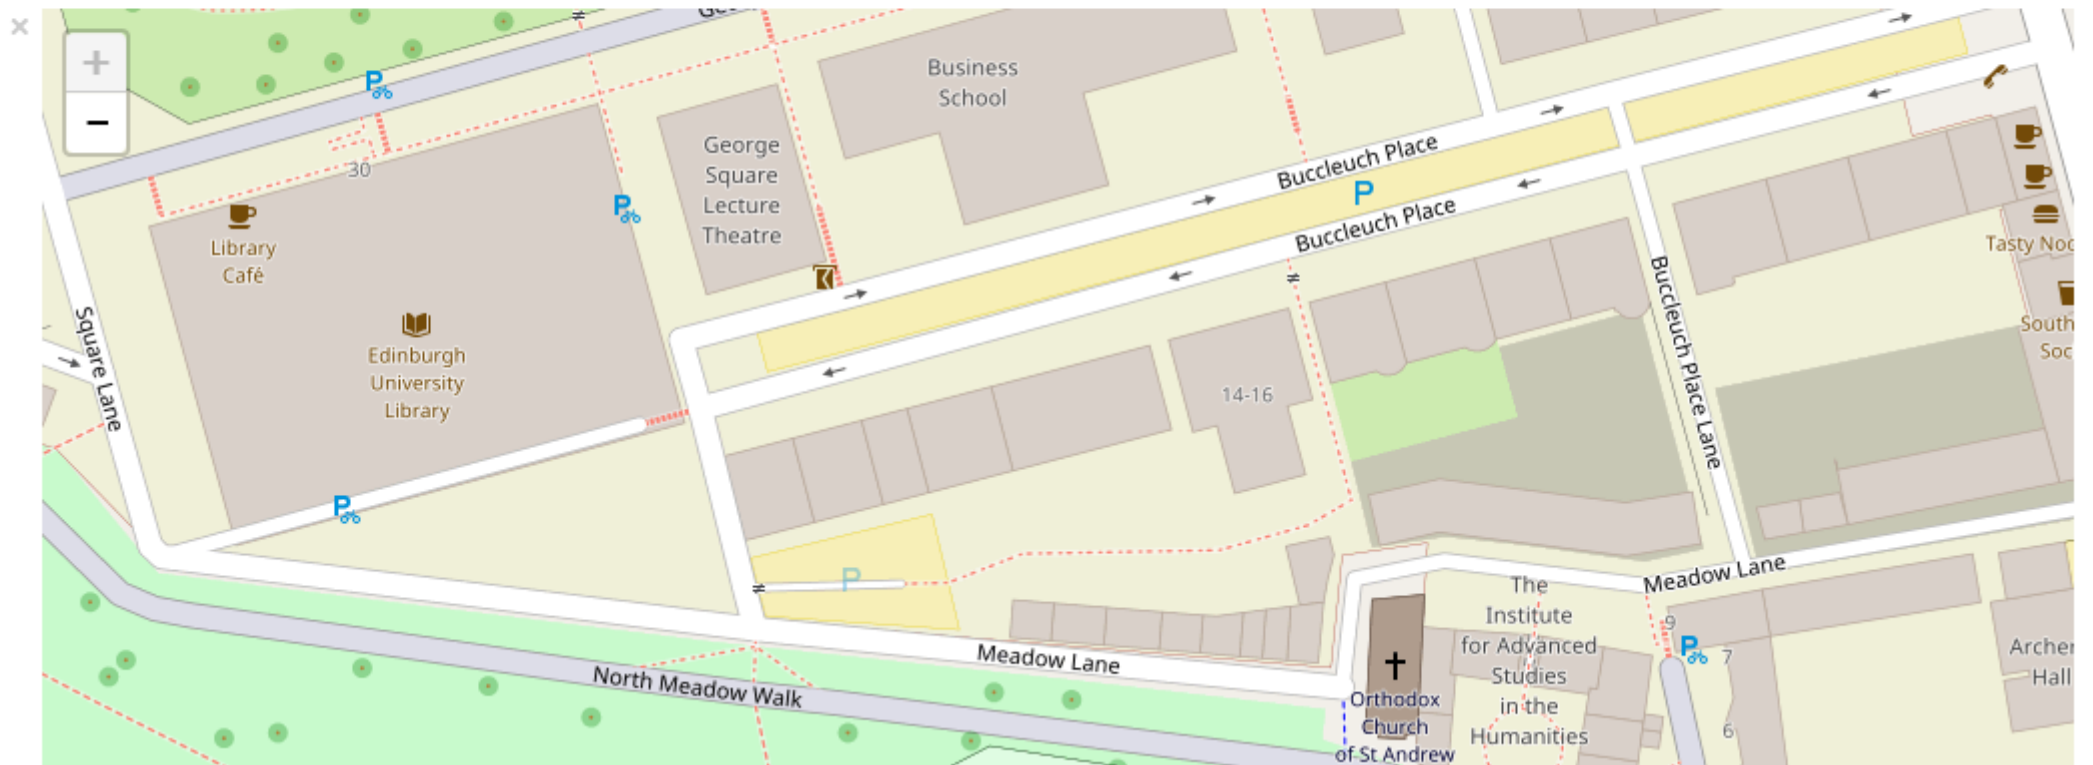 +
−
P
30
Library
Café
Edinburgh
University
Library
Square Lane
P
George
Square
Lecture
Theatre
Business
School
Buccleuch Place
P
Buccleuch Place
Buccleuch Place Lane
14-16
P
P
Meadow Lane
North Meadow Walk
Meadow Lane
Orthodox
Church
of St Andrew
The
Institute
for Advanced
Studies
in the
Humanities
9
P
7
6
Archer
Hall
Tasty Noo
South
Soc